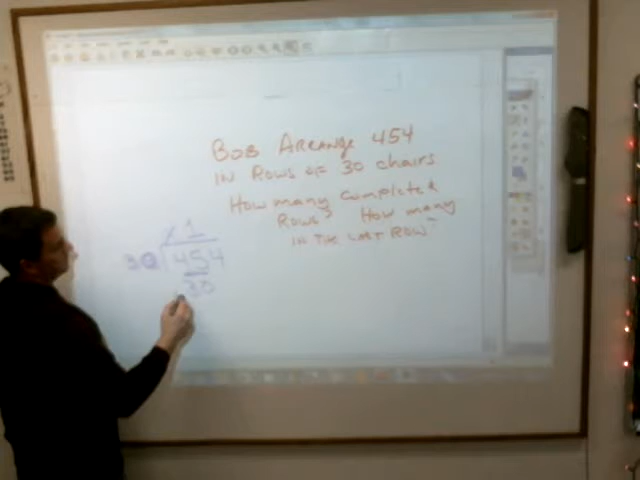 BOB ARRANGE 454
IN ROWS OF 30 chairs
How many complete
Rows? How many
IN THE LAST ROW
1
30 454
30